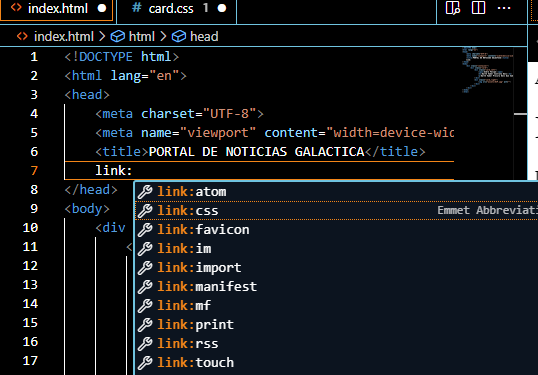 <> index.html ● # card.css 1 ●
<> index.html > html > head
1 <!DOCTYPE html>
2 <html lang="en">
3 <head>
4 <meta charset="UTF-8">
5 <meta name="viewport" content="width=device-wid
6 <title>PORTAL DE NOTICIAS GALACTICA</title>
7 link:
8 </head>
link:atom
9 <body>
link:css Emmet Abbreviati
10 <div
link:favicon
11 <
link:im
12
link:import
13
link:manifest
14
link:mf
15
link:print
16
link:rss
17
link:touch